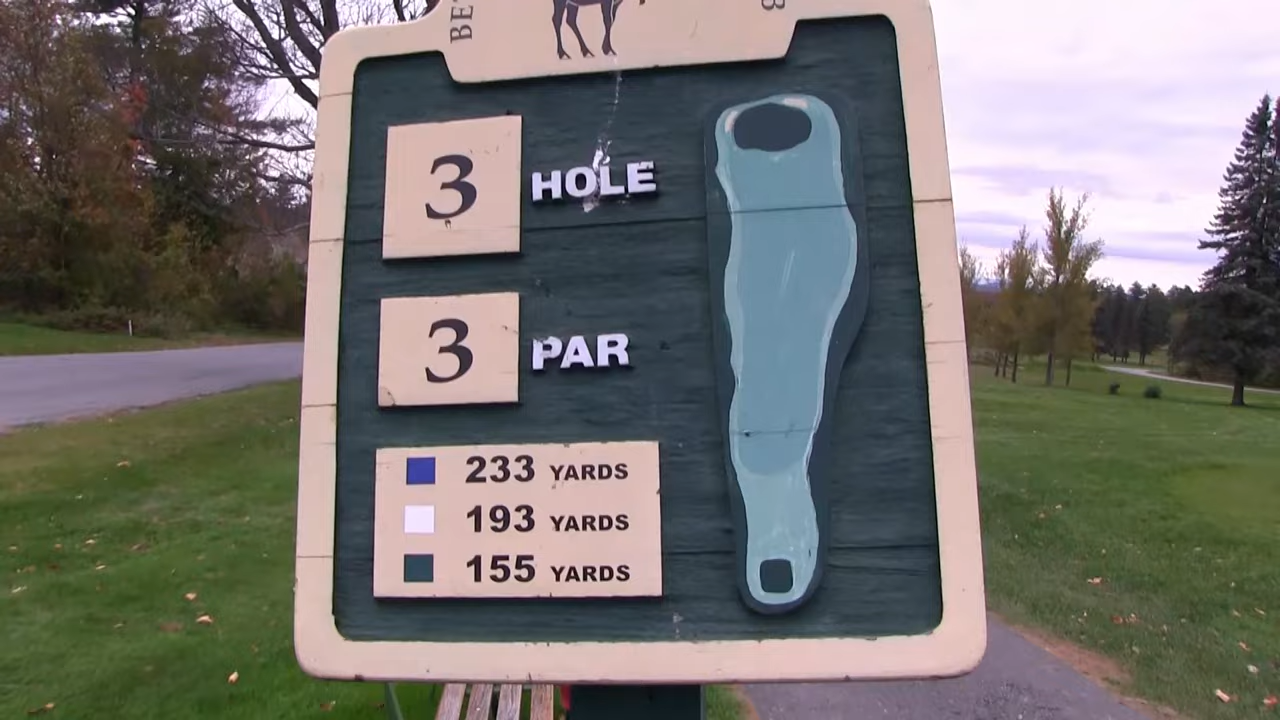 3 HOLE
3 PAR
233 YARDS
193 YARDS
155 YARDS